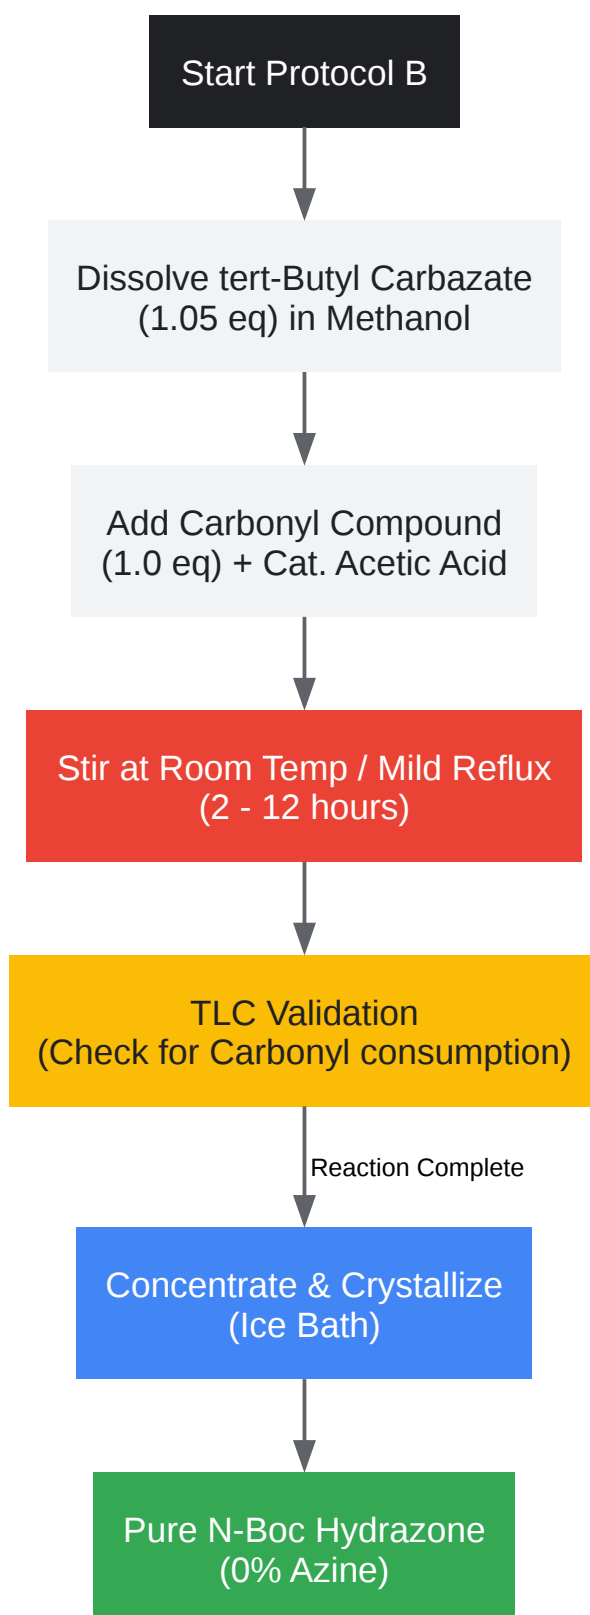 Start Protocol B
Dissolve tert-Butyl Carbazate
(1.05 eq) in Methanol
Add Carbonyl Compound
(1.0 eq) + Cat. Acetic Acid
Stir at Room Temp / Mild Reflux
(2 - 12 hours)
TLC Validation
(Check for Carbonyl consumption)
Reaction Complete
Concentrate & Crystallize
(Ice Bath)
Pure N-Boc Hydrazone
(0% Azine)